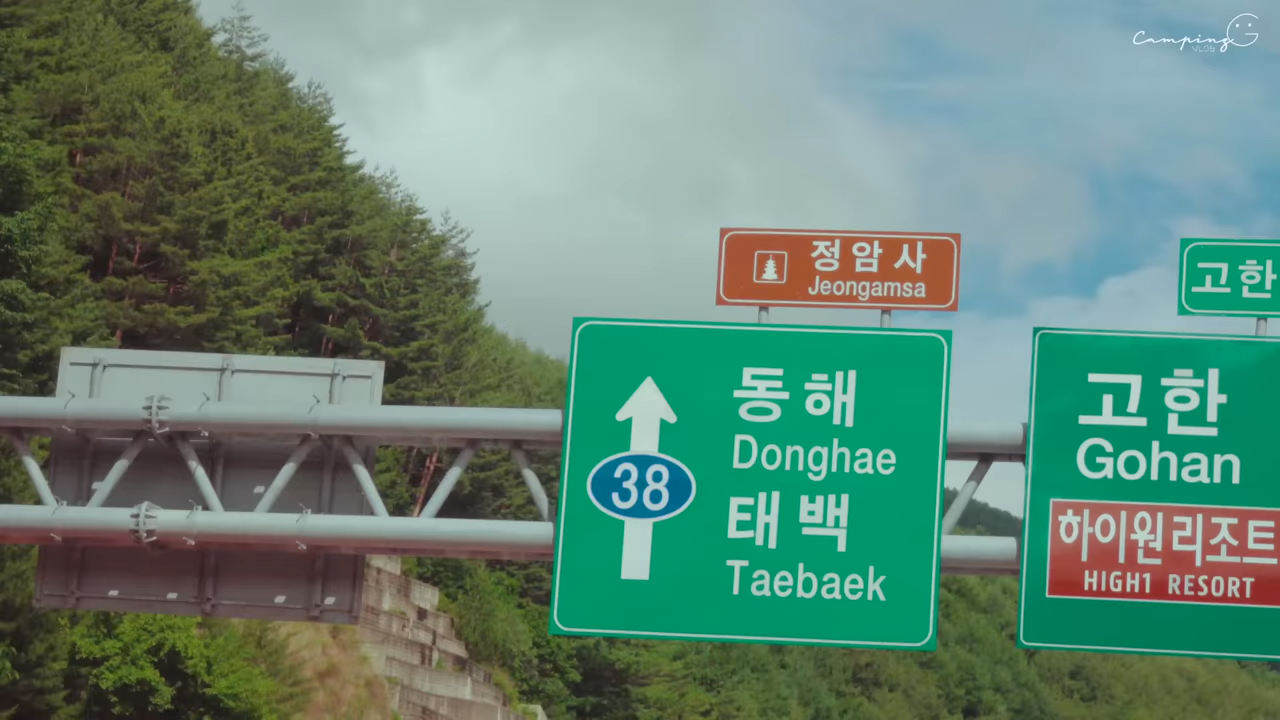 Camping G
VLOG
정암사
Jeongamsa
38
동해
Donghae
태백
Taebaek
고한
고한
Gohan
하이원리조트
HIGH1 RESORT